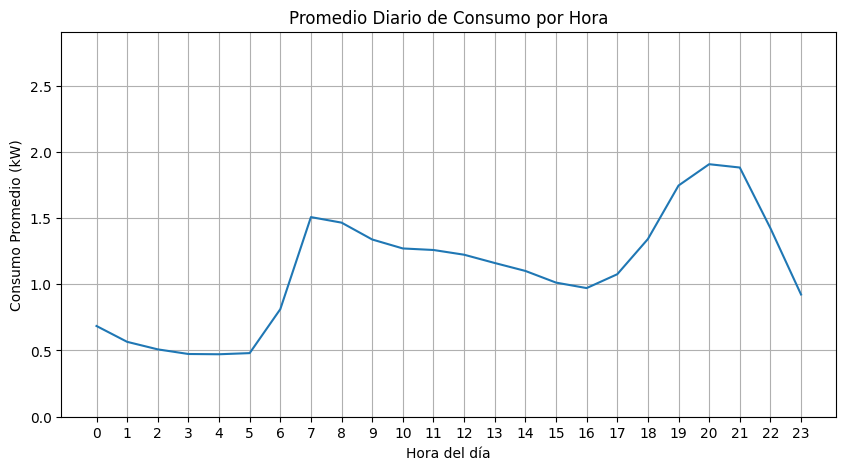 Promedio Diario de Consumo por Hora
Consumo Promedio (kW)
2.5
2.0
1.5
1.0
0.5
0.0
0 1 2 3 4 5 6 7 8 9 10 11 12 13 14 15 16 17 18 19 20 21 22 23
Hora del día